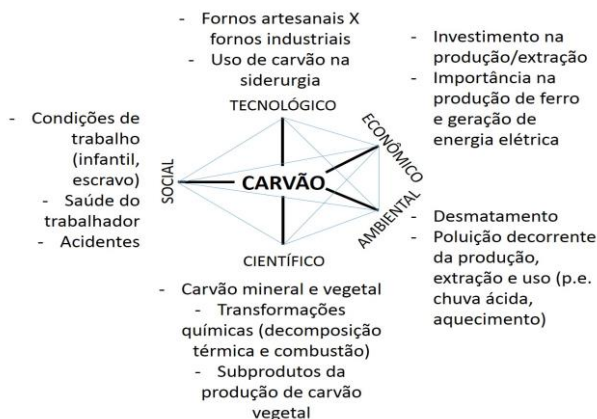 - Fornos artesanais X
fornos industriais
- Uso de carvão na
siderurgia
TECNOLÓGICO
- Investimento na
produção/extração
- Importância na
produção de ferro
e geração de
energia elétrica
ECONÔMICO
- Condições de
trabalho
(infantil,
escravo)
- Saúde do
trabalhador
- Acidentes
SOCIAL
CARVÃO
AMBIENTAL
- Desmatamento
- Poluição decorrente
da produção,
extração e uso (p.e.
chuva ácida,
aquecimento)
CIENTÍFICO
- Carvão mineral e vegetal
- Transformações
químicas (decomposição
térmica e combustão)
- Subprodutos da
produção de carvão
vegetal